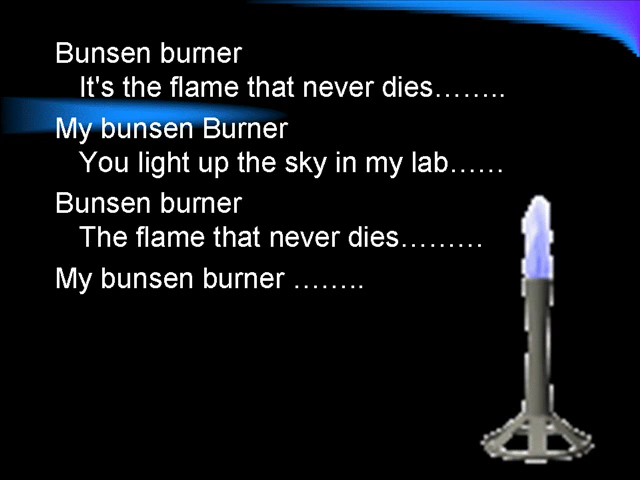 Bunsen burner
It's the flame that never dies……..
My bunsen Burner
You light up the sky in my lab……
Bunsen burner
The flame that never dies………
My bunsen burner ……..